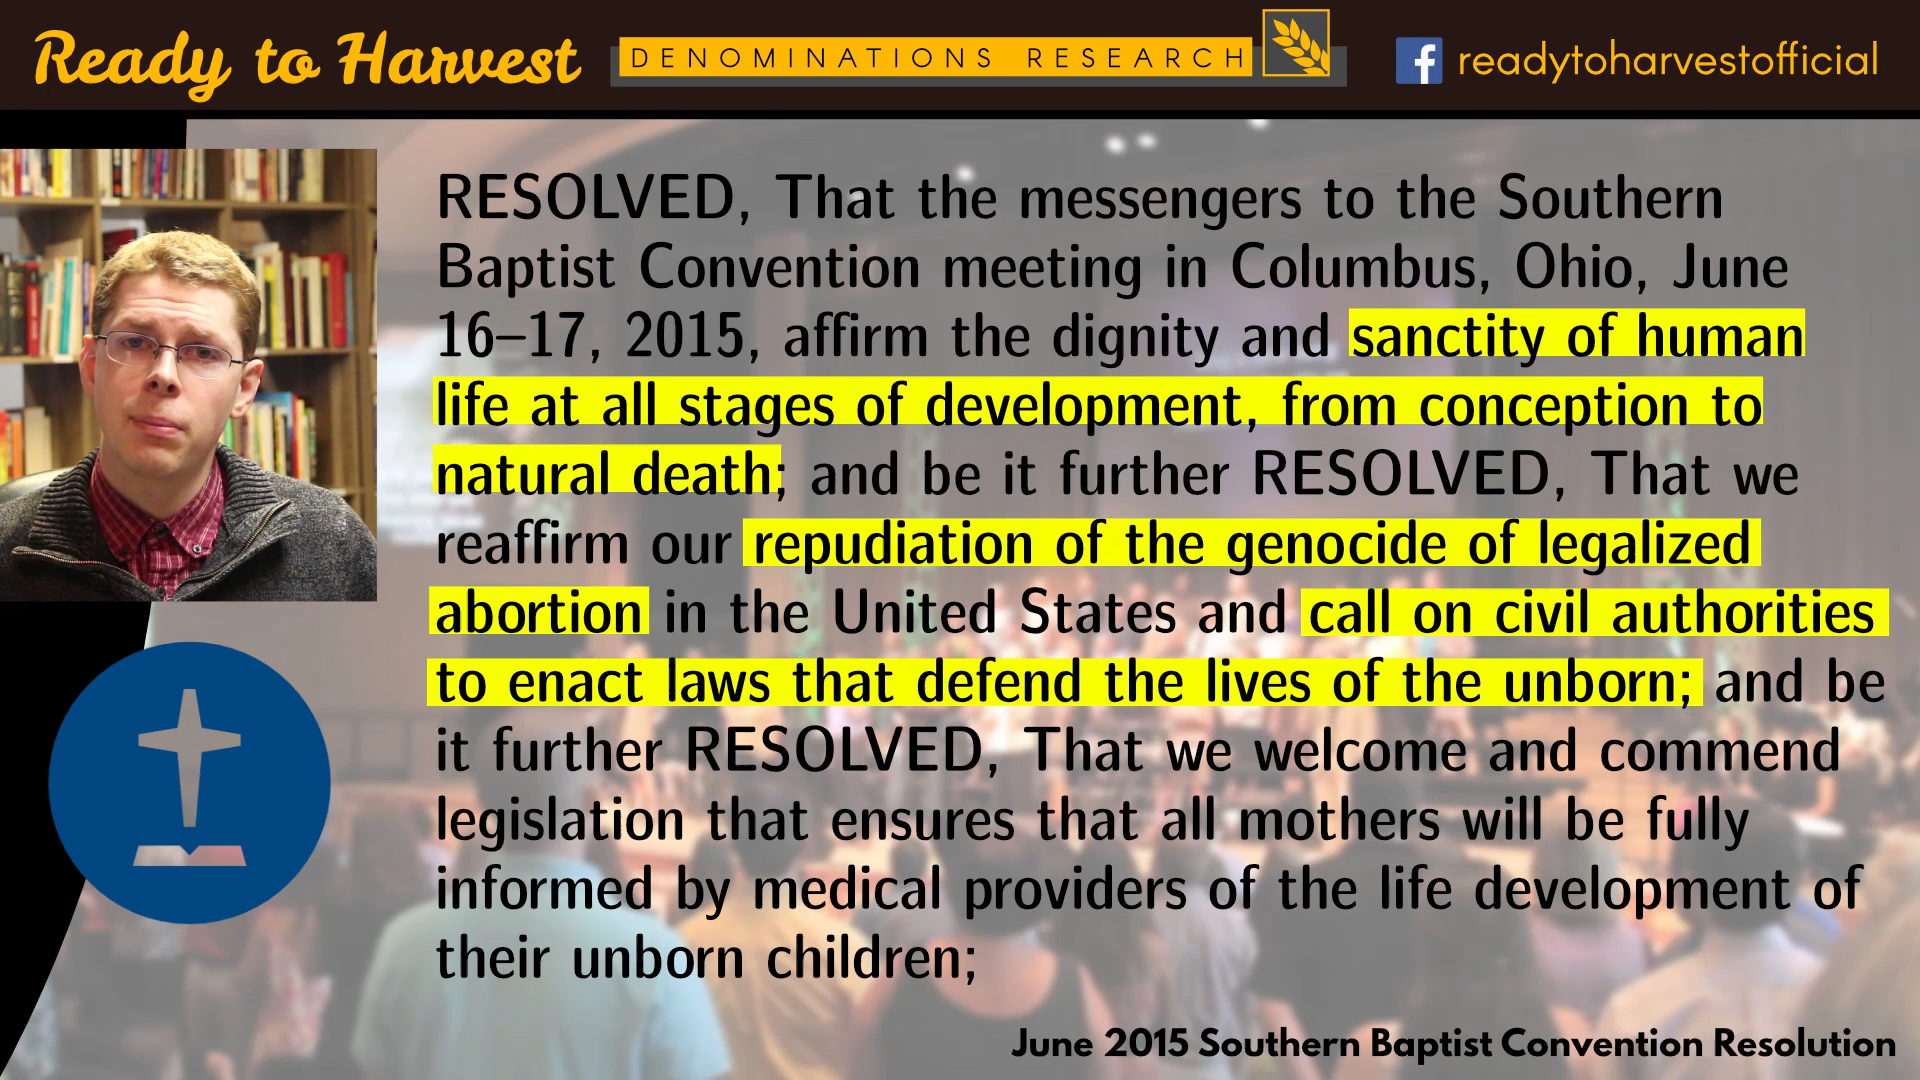 Ready to Harvest
DENOMINATIONS RESEARCH
readytoharvestofficial
RESOLVED, That the messengers to the Southern
Baptist Convention meeting in Columbus, Ohio, June
16–17, 2015, affirm the dignity and sanctity of human
life at all stages of development, from conception to
natural death; and be it further RESOLVED, That we
reaffirm our repudiation of the genocide of legalized
abortion in the United States and call on civil authorities
to enact laws that defend the lives of the unborn; and be
it further RESOLVED, That we welcome and commend
legislation that ensures that all mothers will be fully
informed by medical providers of the life development of
their unborn children;
June 2015 Southern Baptist Convention Resolution